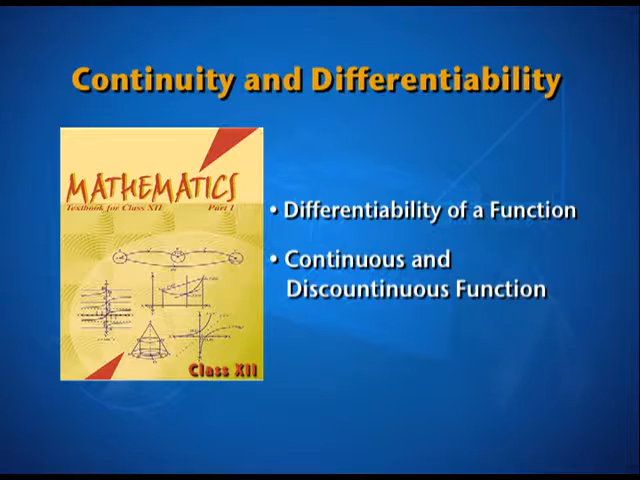 Continuity and Differentiability
MATHEMATICS
Textbook for Class XII Part I
Class XII
• Differentiability of a Function
• Continuous and
Discountinuous Function